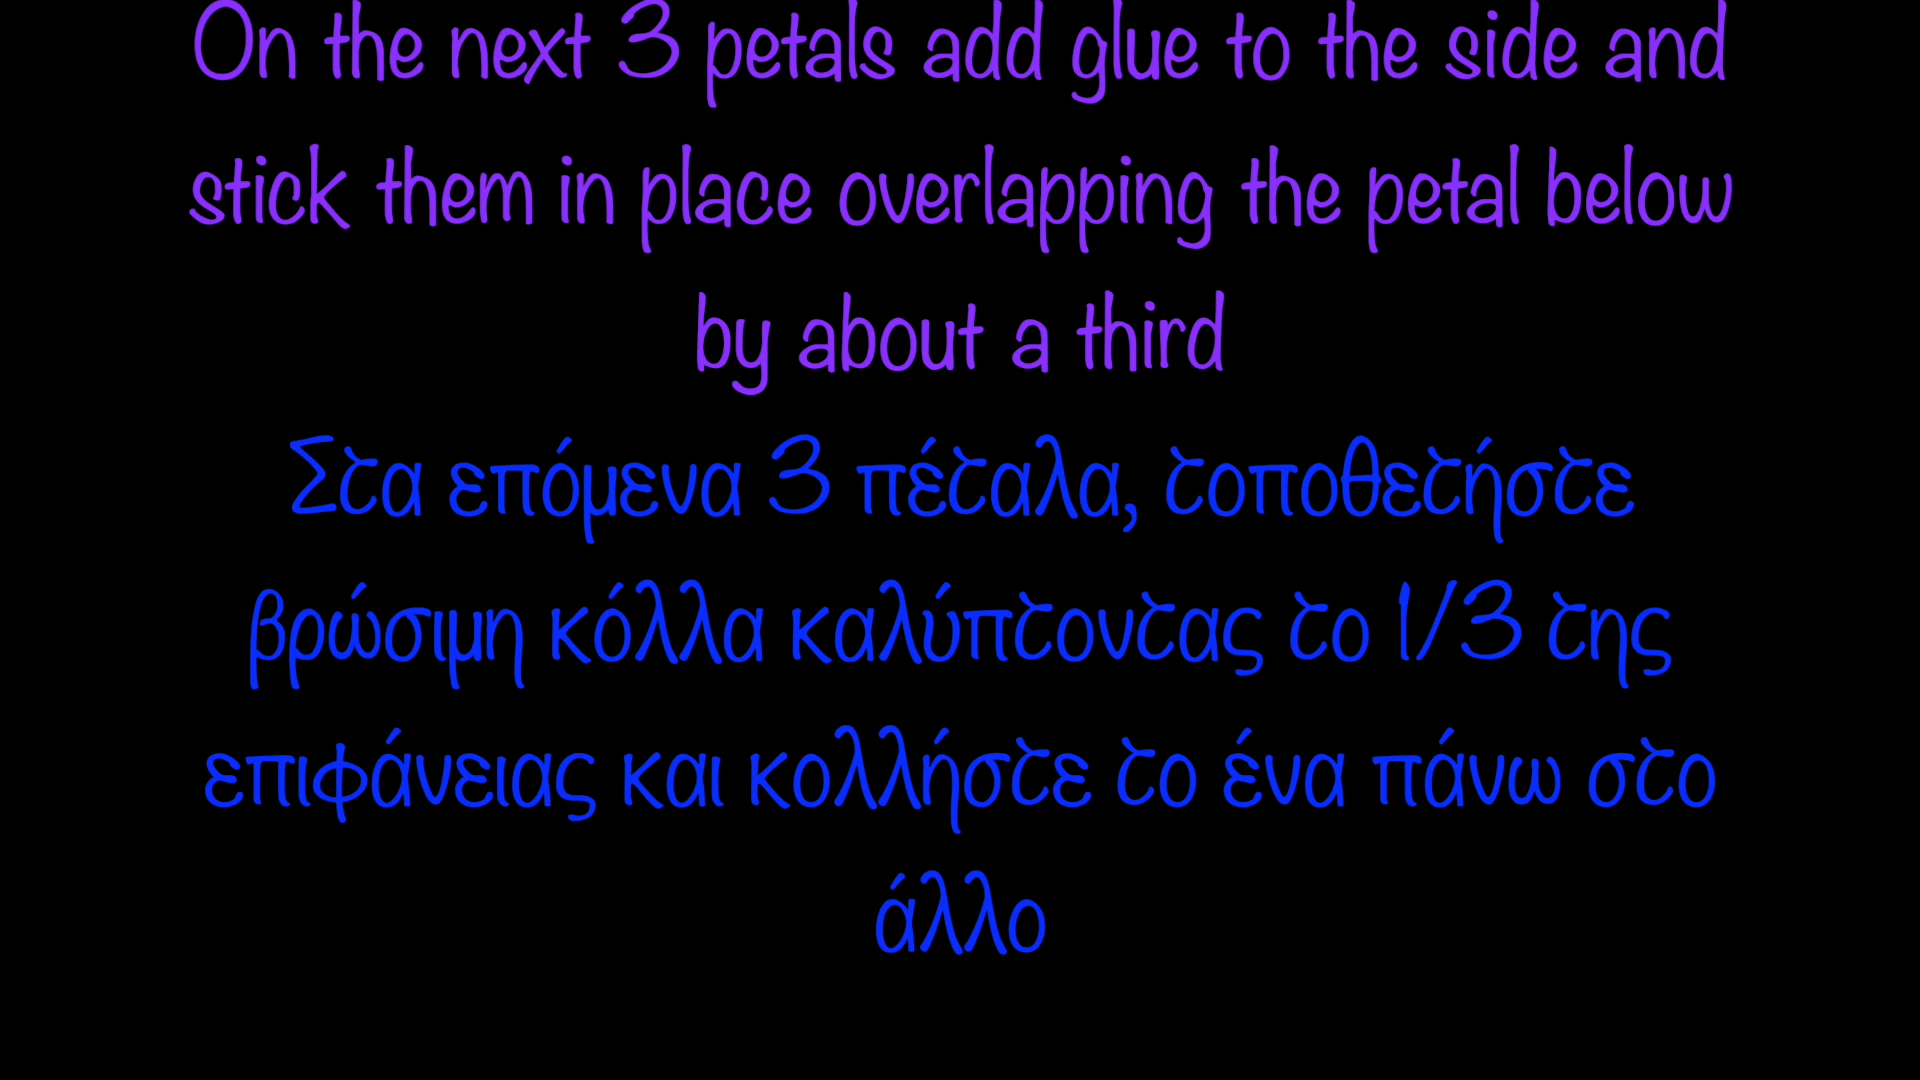 On the next 3 petals add glue to the side and
stick them in place overlapping the petal below
by about a third
Στα επόμενα 3 πέταλα, τοποθετήστε
βρώσιμη κόλλα καλύπτοντας το 1/3 της
επιφάνειας και κολλήστε το ένα πάνω στο
άλλο